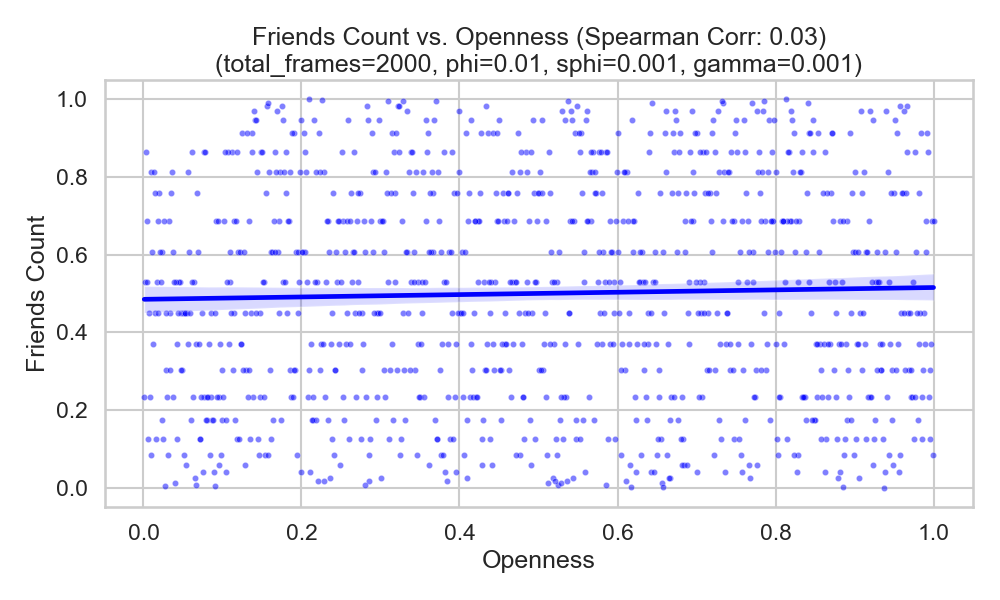 Friends Count vs. Openness (Spearman Corr: 0.03)
(total_frames=2000, phi=0.01, sphi=0.001, gamma=0.001)
1.0
0.8
0.6
0.4
0.2
0.0
Friends Count
0.0 0.2 0.4 0.6 0.8 1.0
Openness